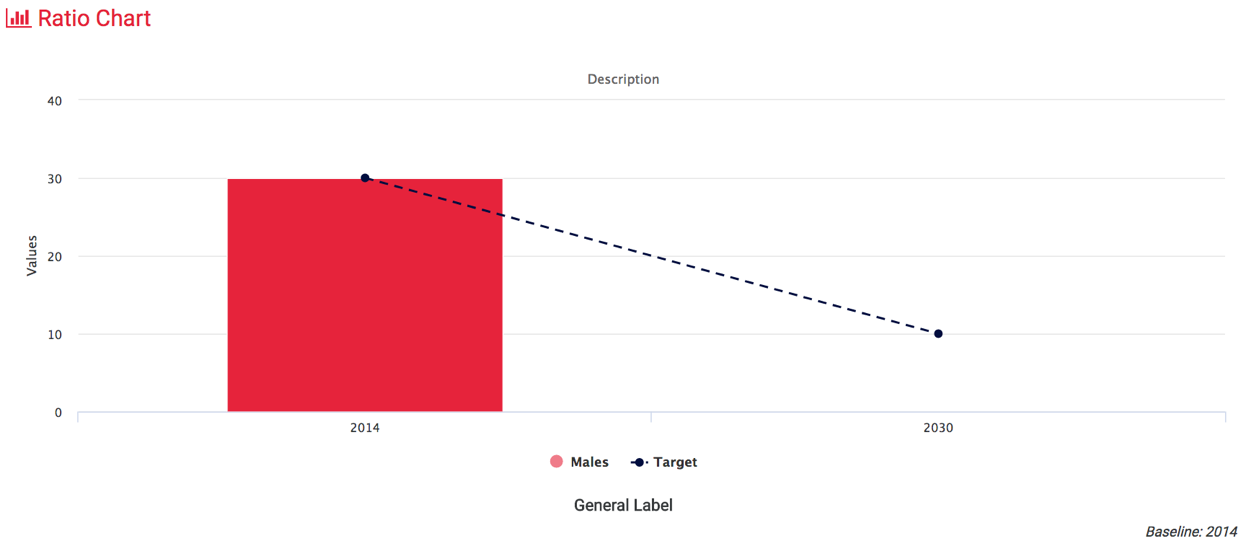 Ratio Chart
Description
40
30
20
10
0
Values
2014 2030
Males Target
General Label
Baseline: 2014